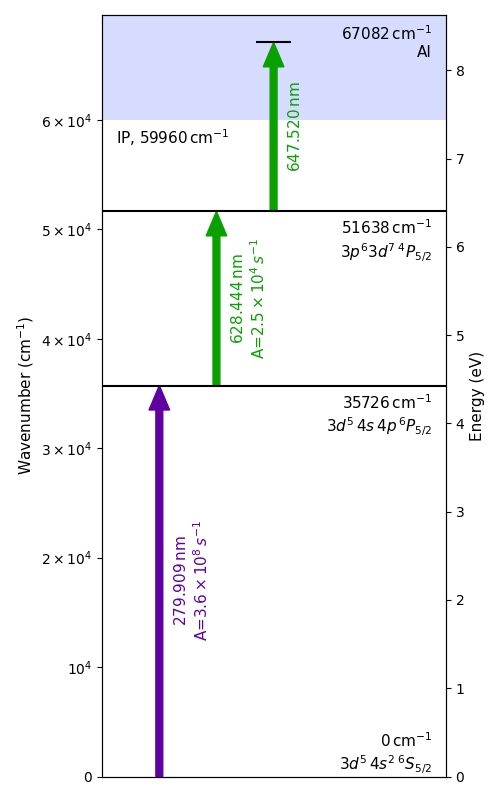 67082 cm⁻¹
AI
IP, 59960 cm⁻¹
647.520 nm
51638 cm⁻¹
3p⁶3d⁷ ⁴P₅/₂
628.444 nm
A=2.5 × 10⁴ s⁻¹
35726 cm⁻¹
3d⁵ 4s 4p ⁶P₅/₂
279.909 nm
A=3.6 × 10⁸ s⁻¹
0 cm⁻¹
3d⁵ 4s² ⁶S₅/₂
Wavenumber (cm⁻¹)
6 × 10⁴
5 × 10⁴
4 × 10⁴
3 × 10⁴
2 × 10⁴
10⁴
0
Energy (eV)
8
7
6
5
4
3
2
1
0